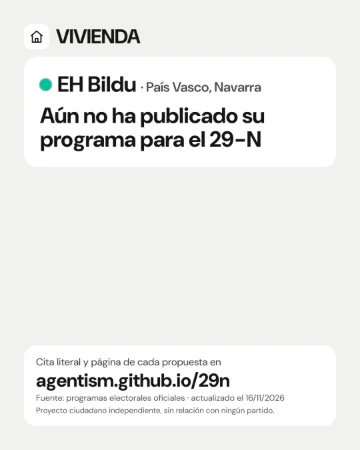 VIVIENDA
EH Bildu · País Vasco, Navarra
Aún no ha publicado su
programa para el 29-N
Cita literal y página de cada propuesta en
agentism.github.io/29n
Fuente: programas electorales oficiales · actualizado el 16/11/2026
Proyecto ciudadano independiente, sin relación con ningún partido.